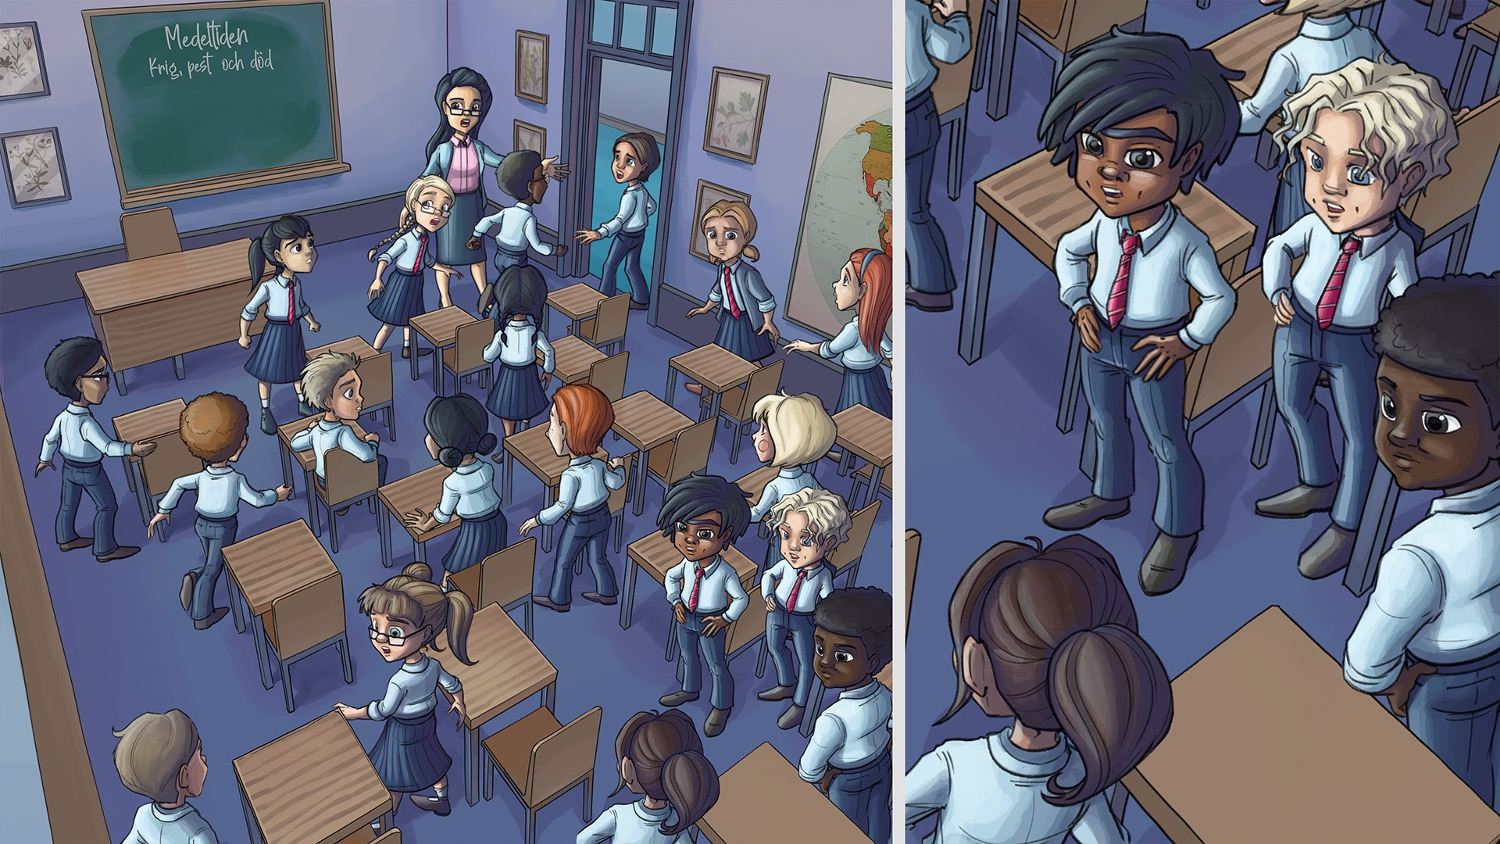 Medeltiden
Krig, pest och död